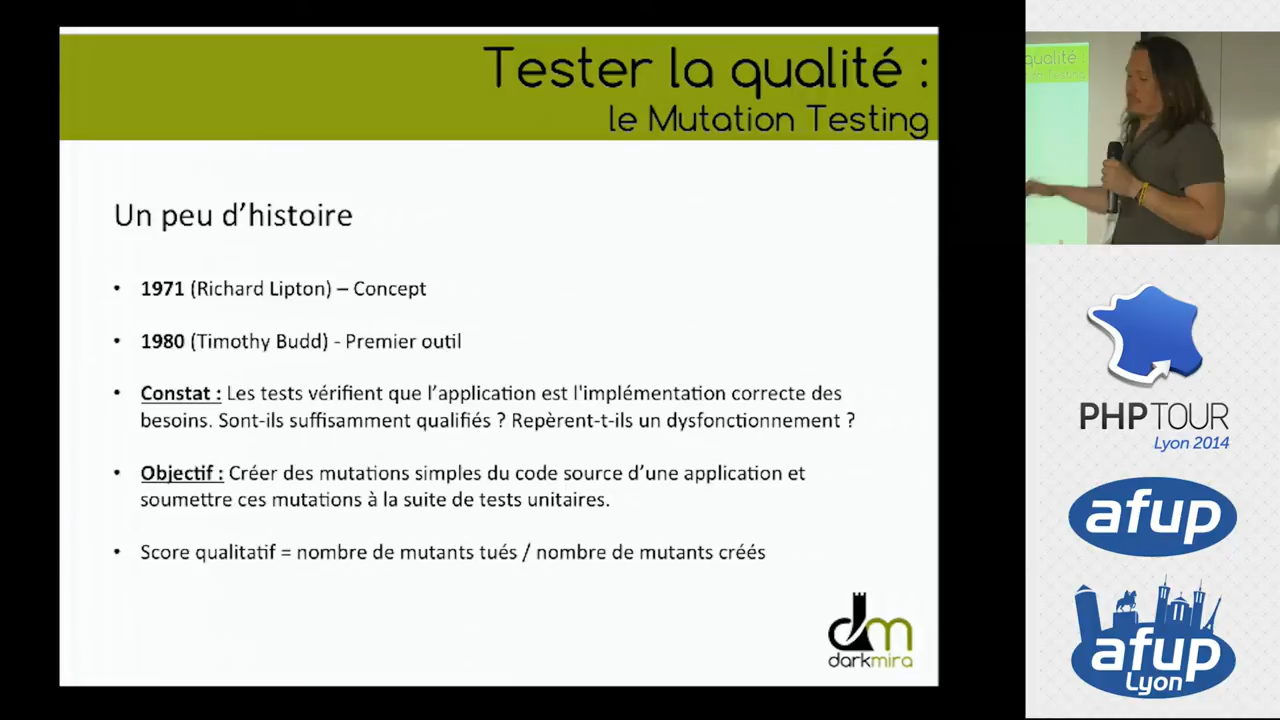 Tester la qualité :
le Mutation Testing
Un peu d’histoire
• 1971 (Richard Lipton) – Concept
• 1980 (Timothy Budd) - Premier outil
• Constat : Les tests vérifient que l’application est l'implémentation correcte des
besoins. Sont-ils suffisamment qualifiés ? Repèrent-t-ils un dysfonctionnement ?
• Objectif : Créer des mutations simples du code source d’une application et
soumettre ces mutations à la suite de tests unitaires.
• Score qualitatif = nombre de mutants tués / nombre de mutants créés
dm
darkmira
qualité :
Testing
PHP TOUR
Lyon 2014
afup
afup
Lyon